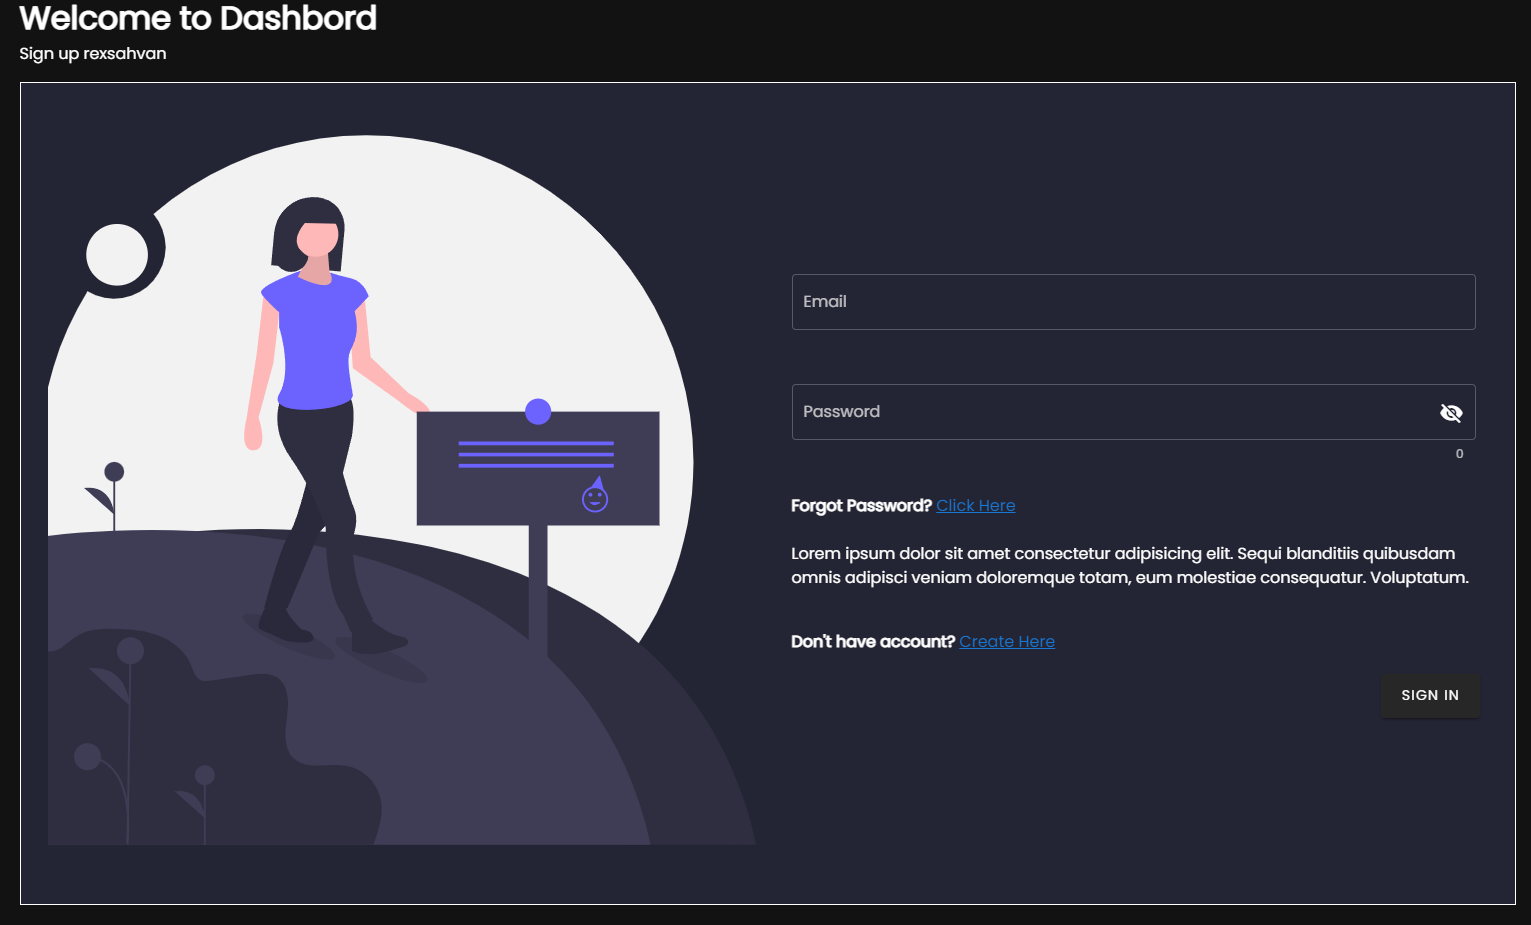 Welcome to Dashbord
Sign up rexsahvan
Email
Password
0
Forgot Password? Click Here
Lorem ipsum dolor sit amet consectetur adipisicing elit. Sequi blanditiis quibusdam
omnis adipisci veniam doloremque totam, eum molestiae consequatur. Voluptatum.
Don't have account? Create Here
SIGN IN